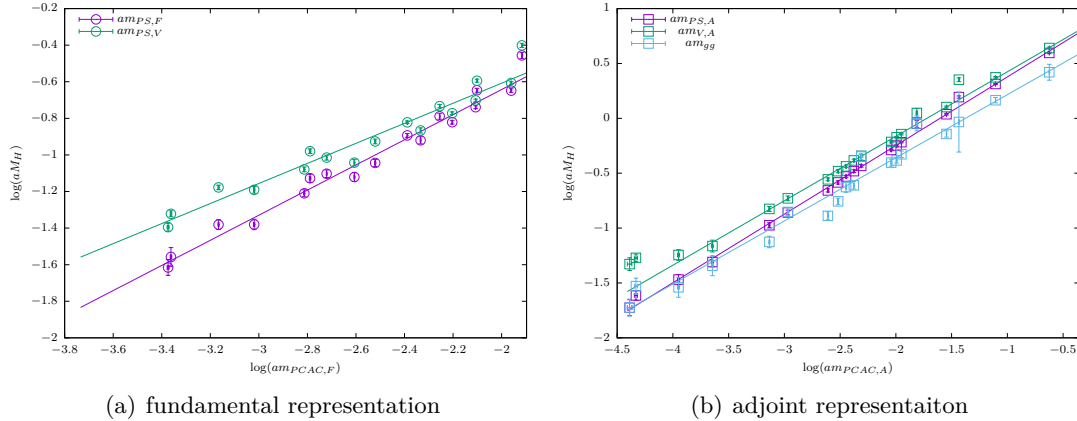 −0.2
−0.4
−0.6
−0.8
−1
−1.2
−1.4
−1.6
−1.8
−2
−3.8 −3.6 −3.4 −3.2 −3 −2.8 −2.6 −2.4 −2.2 −2
log(aM_H)
log(am_{PCAC,F})
am_{PS,F}
am_{PS,V}
(a) fundamental representation
1
0.5
0
−0.5
−1
−1.5
−2
−4.5 −4 −3.5 −3 −2.5 −2 −1.5 −1 −0.5
log(aM_H)
log(am_{PCAC,A})
am_{PS,A}
am_{V,A}
am_{gg}
(b) adjoint representaiton